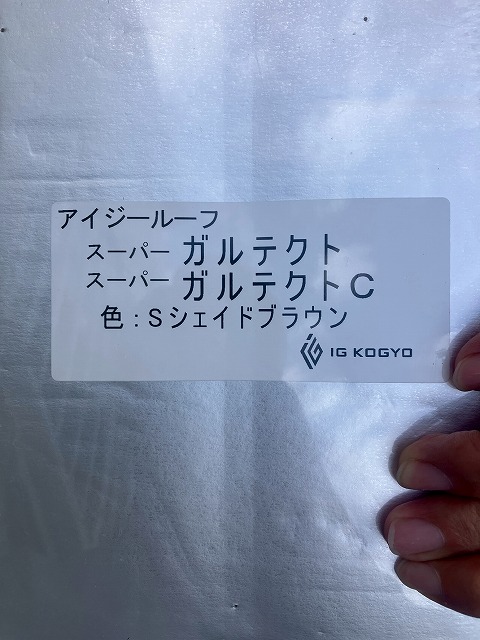 アイジールーフ
スーパー ガルテクト
スーパー ガルテクトC
色：Sシェイドブラウン
IG KOGYO